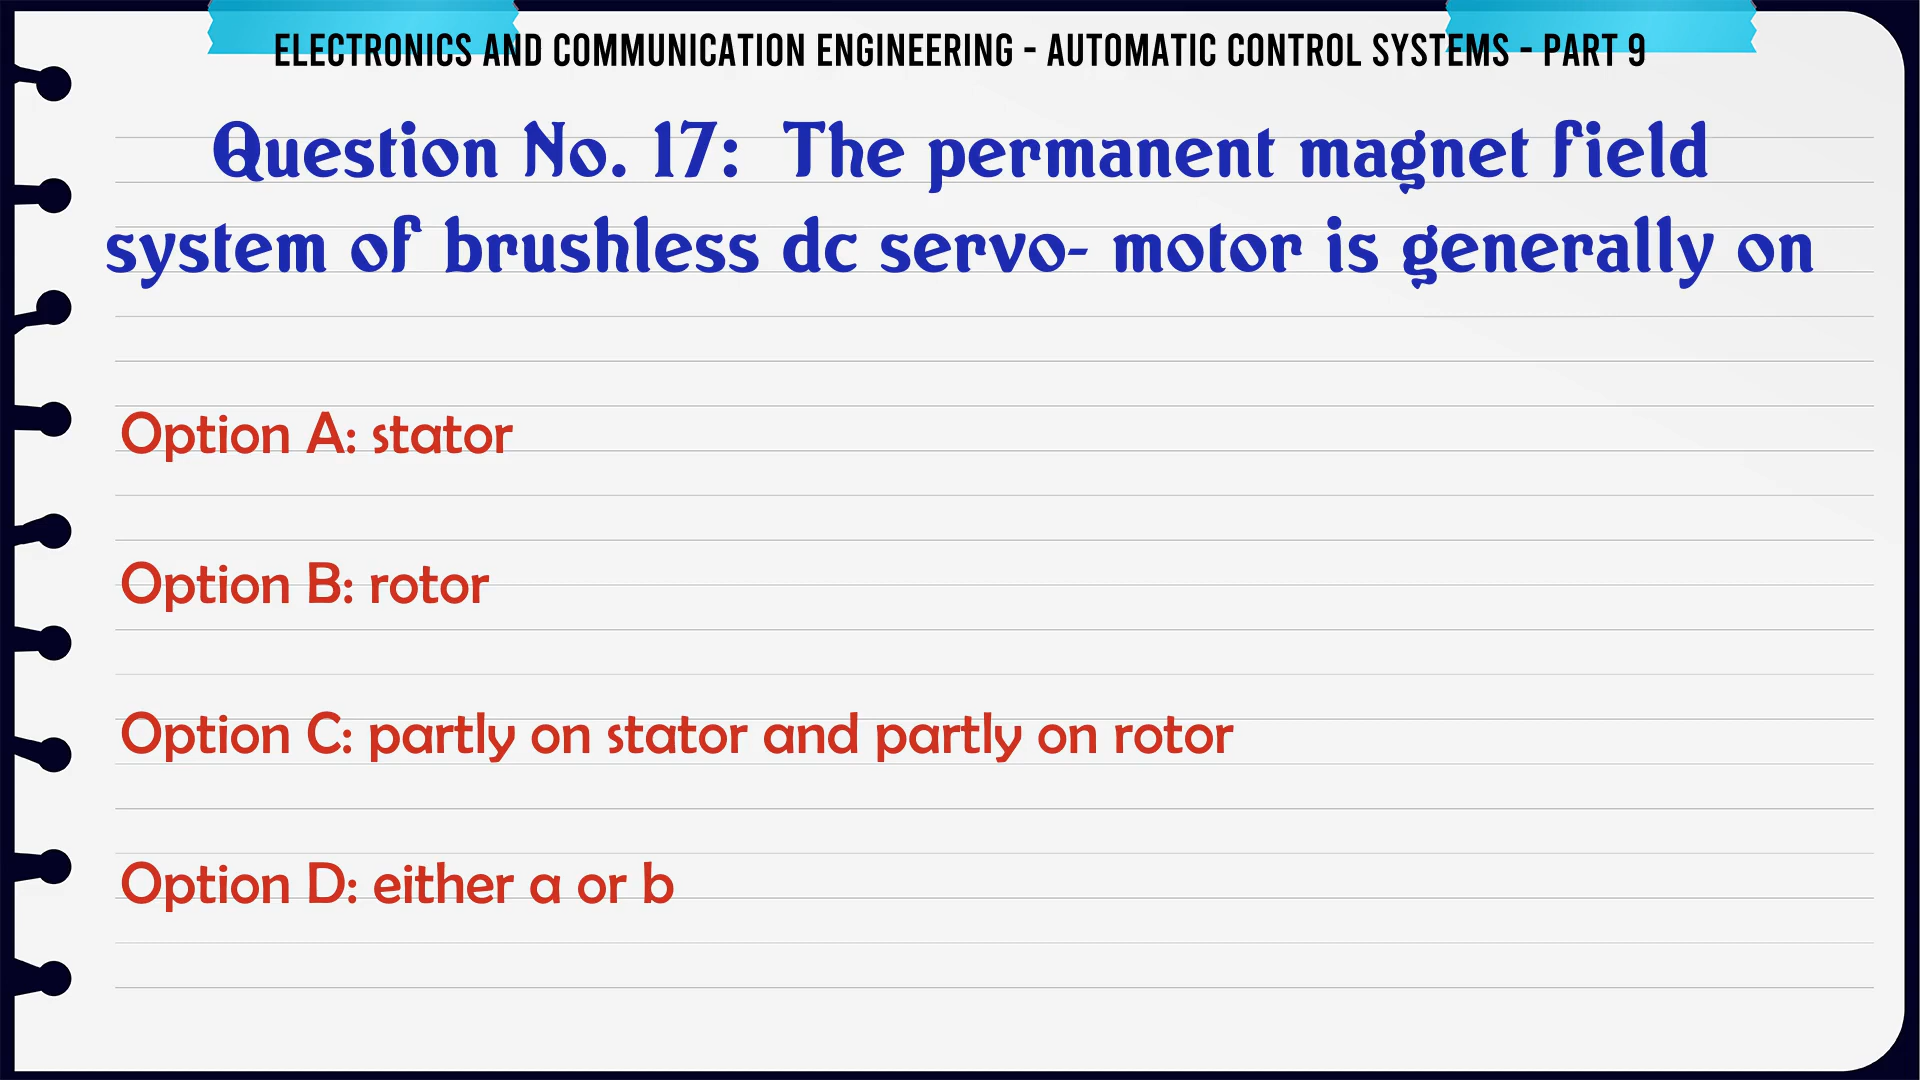 ELECTRONICS AND COMMUNICATION ENGINEERING - AUTOMATIC CONTROL SYSTEMS - PART 9
Question No. 17: The permanent magnet field
system of brushless dc servo- motor is generally on
Option A: stator
Option B: rotor
Option C: partly on stator and partly on rotor
Option D: either a or b